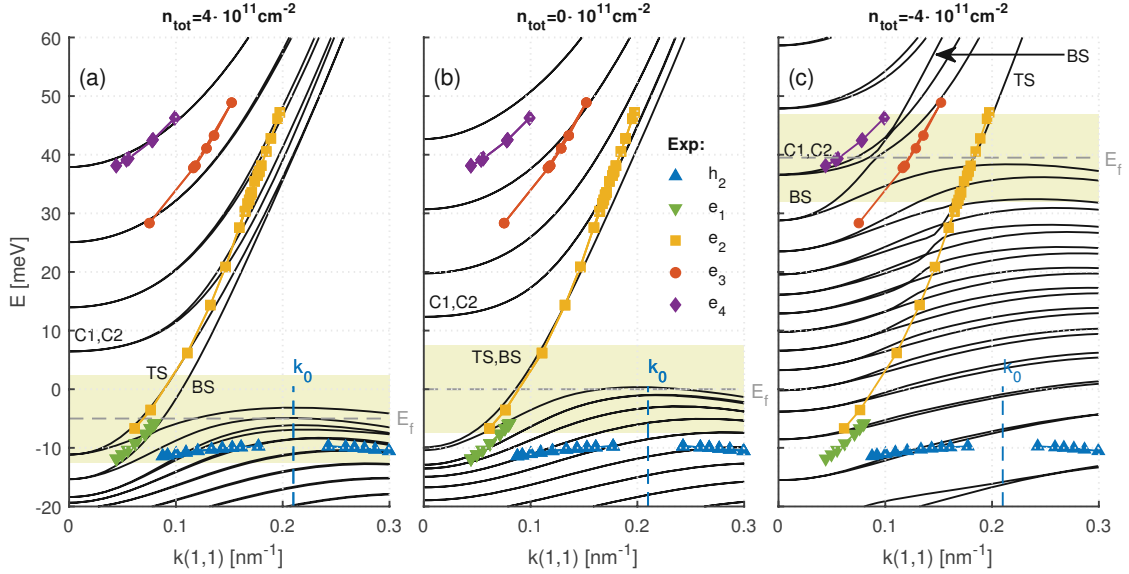 n_tot=4· 10^11cm^-2
n_tot=0· 10^11cm^-2
n_tot=-4· 10^11cm^-2
(a)
(b)
(c)
60
50
40
30
20
10
0
-10
-20
E [meV]
C1,C2
TS
BS
k_0
E_f
0
0.1
0.2
0.3
k(1,1) [nm^-1]
C1,C2
TS,BS
k_0
E_f
Exp:
h_2
e_1
e_2
e_3
e_4
0
0.1
0.2
0.3
k(1,1) [nm^-1]
BS
TS
C1,C2
BS
E_f
k_0
0
0.1
0.2
0.3
k(1,1) [nm^-1]